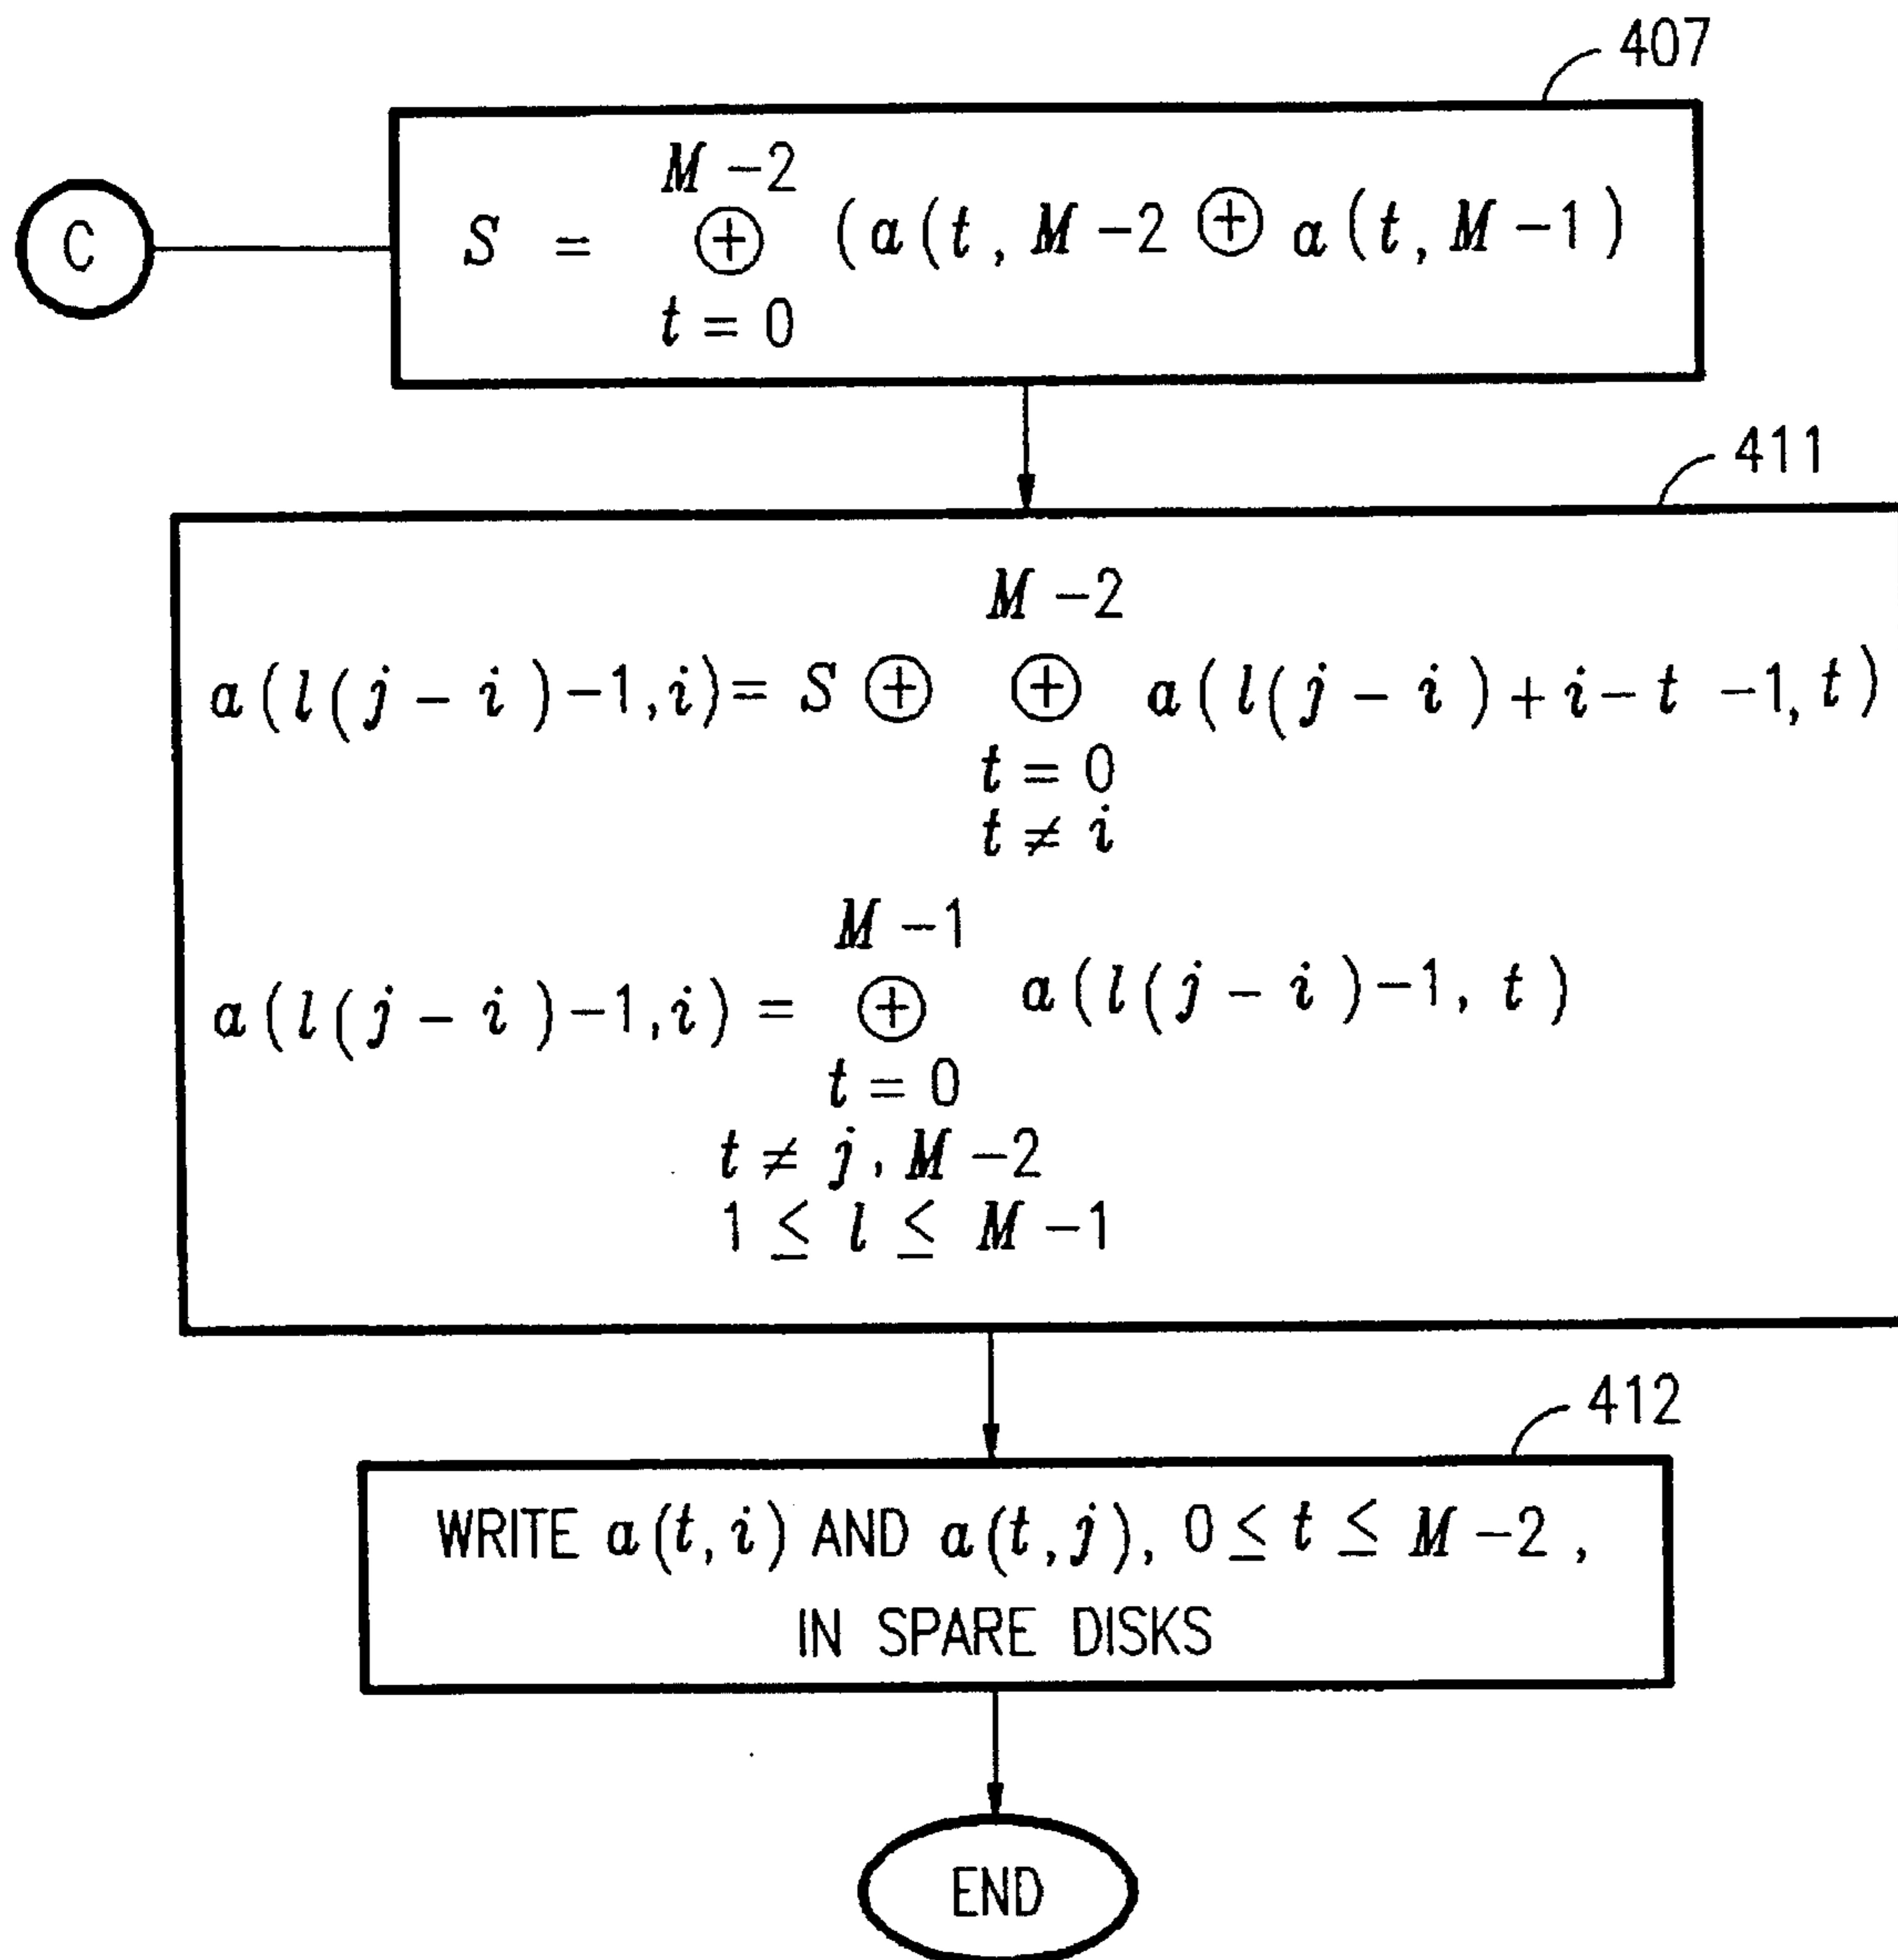 407
M-2
C
S = ⊕ (a(t, M-2 ⊕ a(t, M-1)
t = 0
411
M-2
a(l(j-i)-1,i)= S ⊕ ⊕ a(l(j-i)+i-t-1,t)
t = 0
t ≠ i
M-1
a(l(j-i)-1,i) = ⊕ a(l(j-i)-1, t)
t = 0
t ≠ j, M-2
1 ≤ l ≤ M-1
412
WRITE a(t,i) AND a(t,j), 0 ≤ t ≤ M-2 ,
IN SPARE DISKS
END